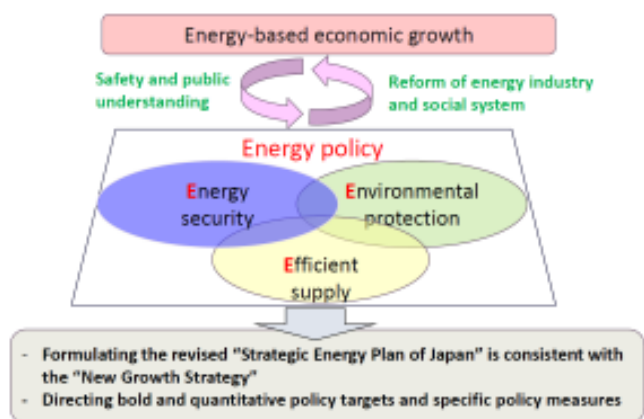 Energy-based economic growth
Safety and public
understanding
Reform of energy industry
and social system
Energy policy
Energy
security
Environmental
protection
Efficient
supply
- Formulating the revised “Strategic Energy Plan of Japan” is consistent with
the “New Growth Strategy”
- Directing bold and quantitative policy targets and specific policy measures